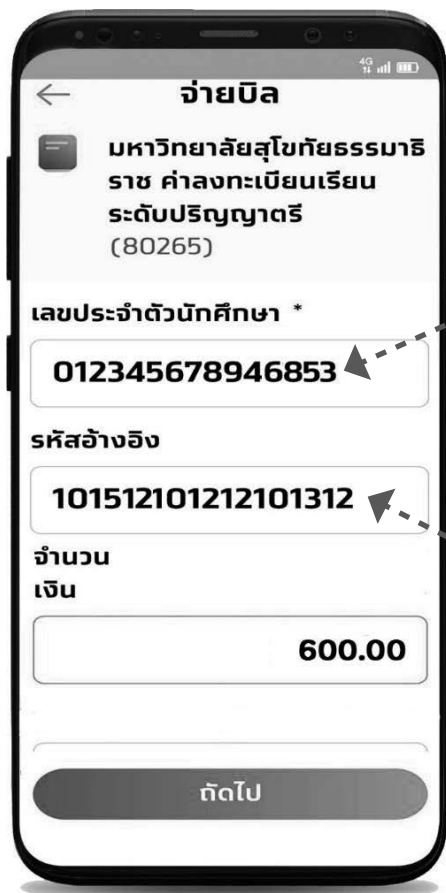 4G
จ่ายบิล
มหาวิทยาลัยสุโขทัยธรรมาธิ
ราช ค่าลงทะเบียนเรียน
ระดับปริญญาตรี
(80265)
เลขประจำตัวนักศึกษา *
012345678946853
รหัสอ้างอิง
101512101212101312
จำนวน
เงิน
600.00
ถัดไป